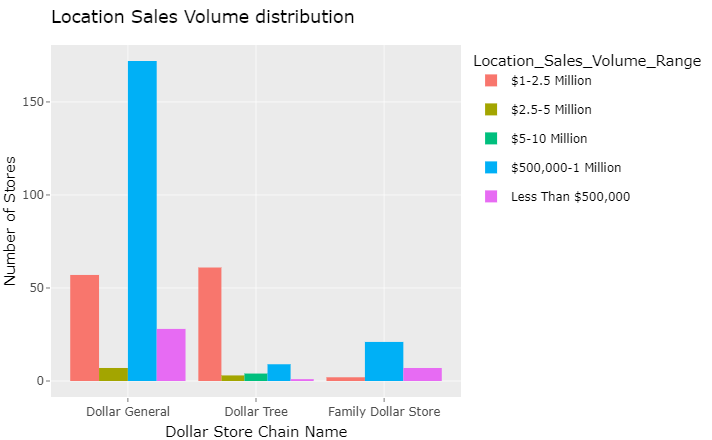 Location Sales Volume distribution
Location_Sales_Volume_Range
$1-2.5 Million
$2.5-5 Million
$5-10 Million
$500,000-1 Million
Less Than $500,000
Number of Stores
150
100
50
0
Dollar General
Dollar Tree
Family Dollar Store
Dollar Store Chain Name